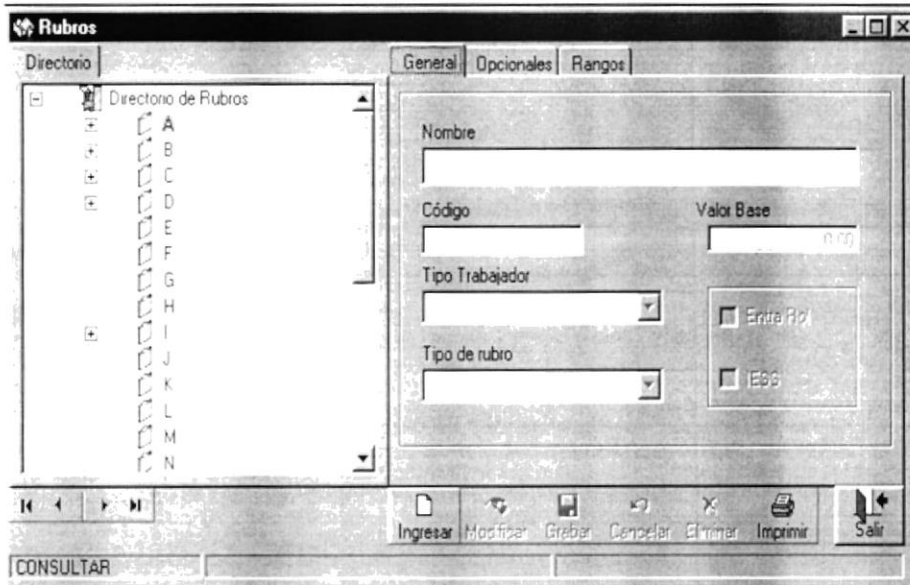 Rubros
Directorio
General Opcionales Rangos
Directorio de Rubros
A
B
C
D
E
F
G
H
I
J
K
L
M
N
Nombre
Código
Valor Base
0.00
Tipo Trabajador
Entra Rol
Tipo de rubro
IESS
Ingresar Modificar Grabar Cancelar Eliminar Imprimir Salir
CONSULTAR